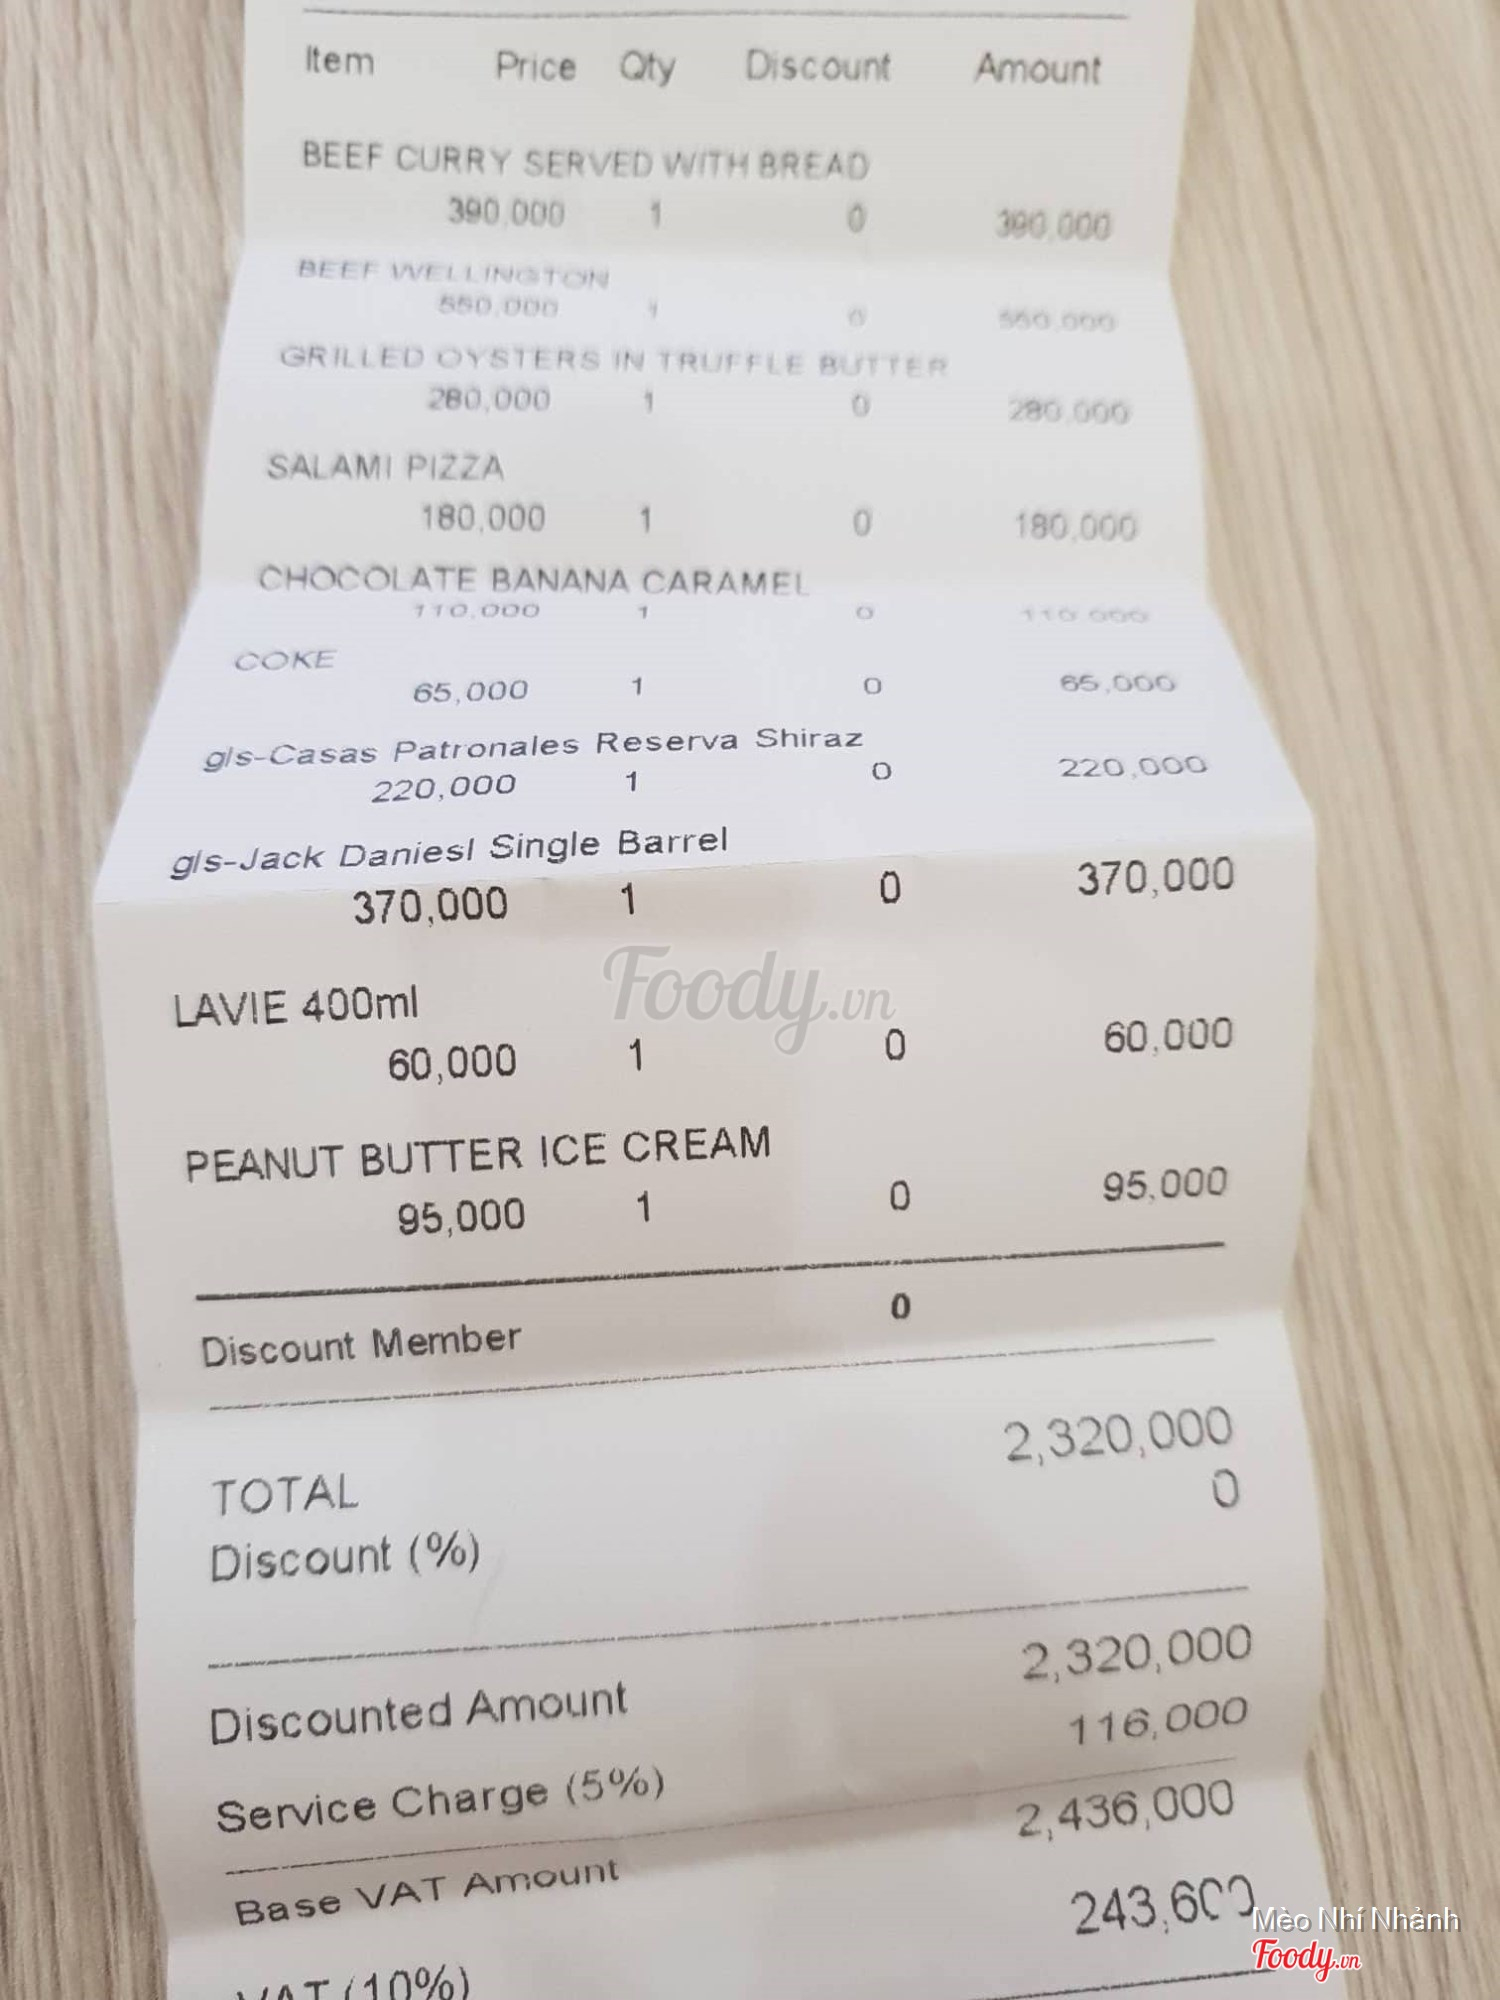 Item Price Qty Discount Amount
BEEF CURRY SERVED WITH BREAD
390,000 1 0 390,000
BEEF WELLINGTON
550,000 1 0 550,000
GRILLED OYSTERS IN TRUFFLE BUTTER
280,000 1 0 280,000
SALAMI PIZZA
180,000 1 0 180,000
CHOCOLATE BANANA CARAMEL
110,000 1 0 110,000
COKE
65,000 1 0 65,000
gls-Casas Patronales Reserva Shiraz
220,000 1 0 220,000
gls-Jack Daniesl Single Barrel
370,000 1 0 370,000
Foody.vn
LAVIE 400ml
60,000 1 0 60,000
PEANUT BUTTER ICE CREAM
95,000 1 0 95,000
Discount Member 0
TOTAL 2,320,000
Discount (%) 0
Discounted Amount 2,320,000
Service Charge (5%) 116,000
Base VAT Amount 2,436,000
VAT (10%) 243,600
Mèo Nhí Nhảnh
Foody.vn